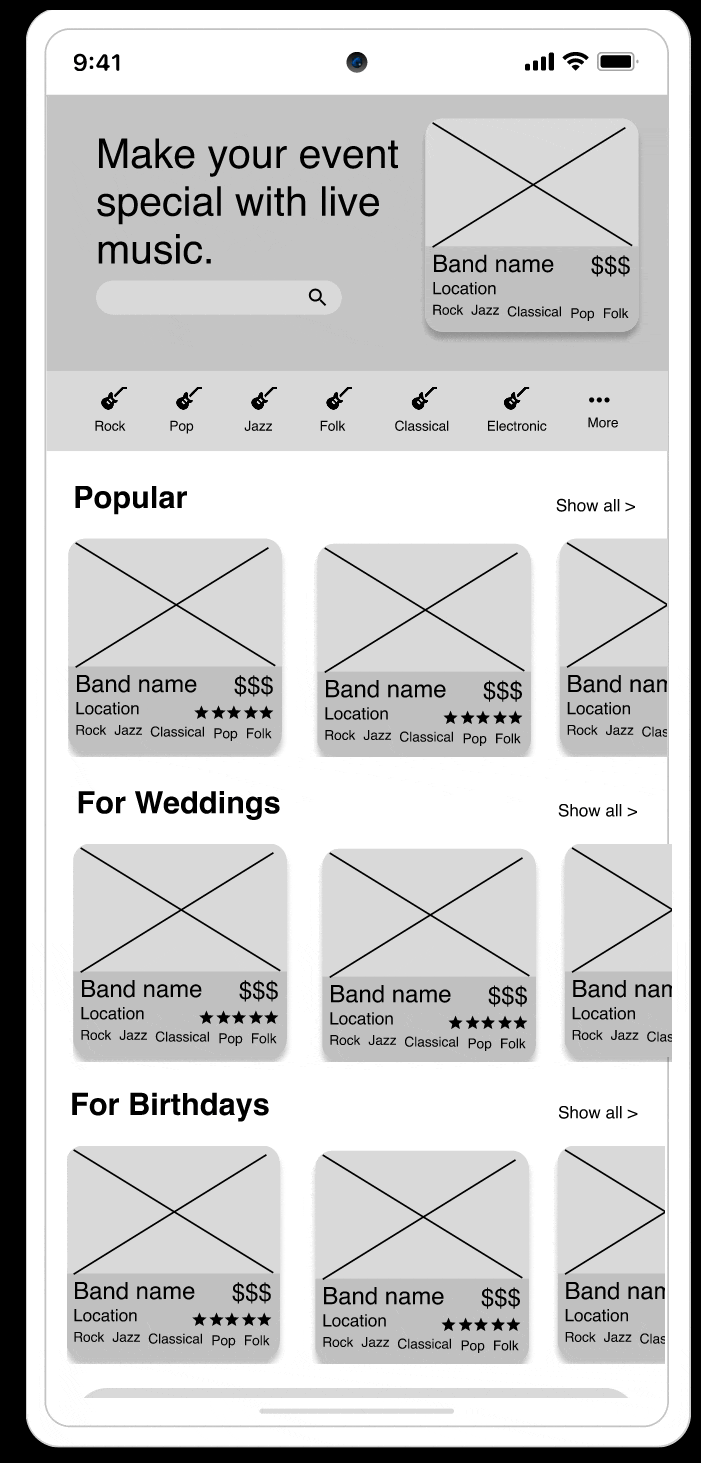 9:41
Make your event
special with live
music.
Band name $$$
Location
Rock Jazz Classical Pop Folk
Rock Pop Jazz Folk Classical Electronic More
Popular Show all >
Band name $$$ Band name $$$ Band nam
Location Location Location
Rock Jazz Classical Pop Folk Rock Jazz Classical Pop Folk Rock Jazz Clas
For Weddings Show all >
Band name $$$ Band name $$$ Band nam
Location Location Location
Rock Jazz Classical Pop Folk Rock Jazz Classical Pop Folk Rock Jazz Clas
For Birthdays Show all >
Band name $$$ Band name $$$ Band nam
Location Location Location
Rock Jazz Classical Pop Folk Rock Jazz Classical Pop Folk Rock Jazz Clas